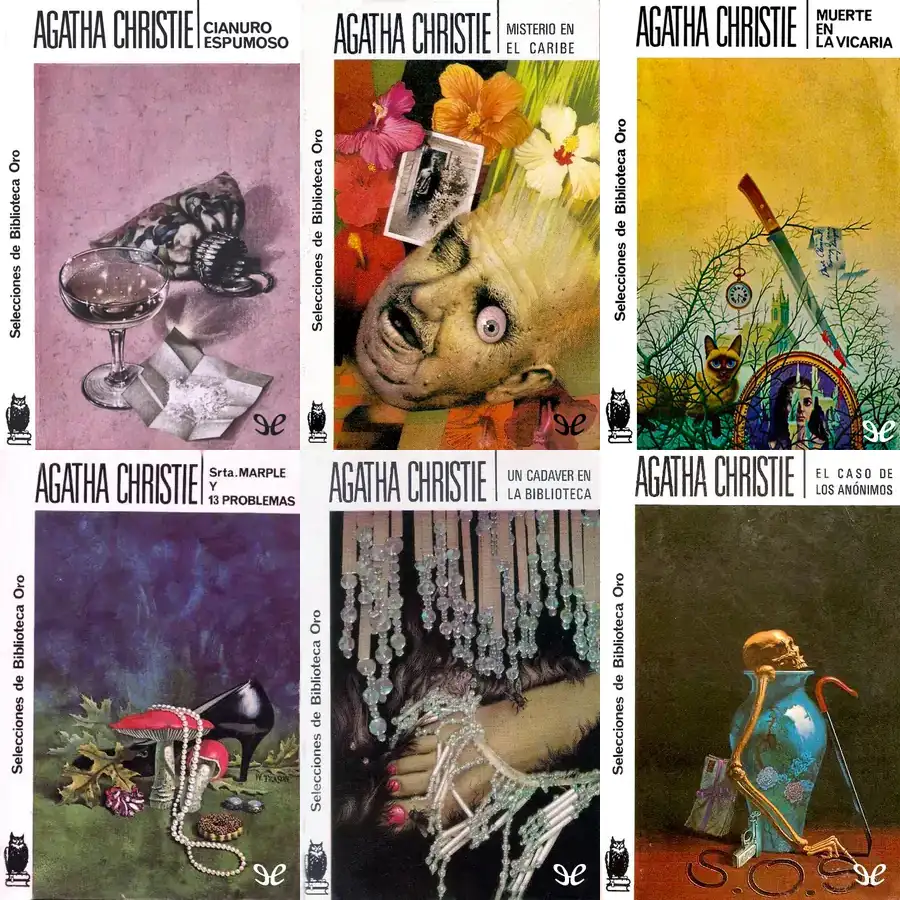 AGATHA CHRISTIE
CIANURO
ESPUMOSO
Selecciones de Biblioteca Oro
AGATHA CHRISTIE
MISTERIO EN
EL CARIBE
Selecciones de Biblioteca Oro
AGATHA CHRISTIE
MUERTE
EN
LA VICARIA
Selecciones de Biblioteca Oro
AGATHA CHRISTIE
Srta. MARPLE
Y
13 PROBLEMAS
Selecciones de Biblioteca Oro
AGATHA CHRISTIE
UN CADAVER EN
LA BIBLIOTECA
Selecciones de Biblioteca Oro
AGATHA CHRISTIE
EL CASO DE
LOS ANÓNIMOS
Selecciones de Biblioteca Oro
S.O.S